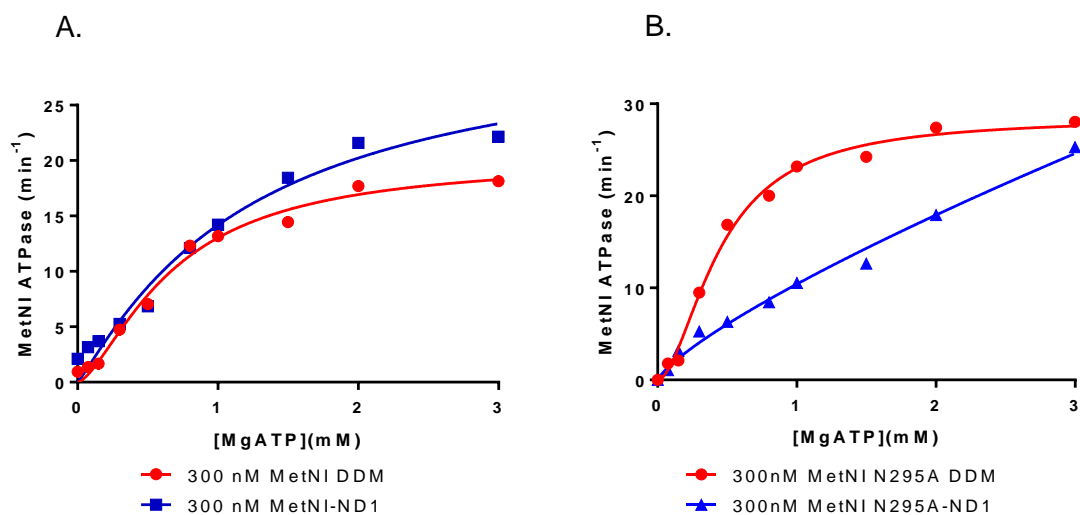 A.
B.
MetNI ATPase (min-1)
25
20
15
10
5
0
0
1
2
3
[MgATP](mM)
300 nM MetNI DDM
300 nM MetNI-ND1
MetNI ATPase (min-1)
30
20
10
0
0
1
2
3
[MgATP](mM)
300nM MetNI N295A DDM
300nM MetNI N295A-ND1